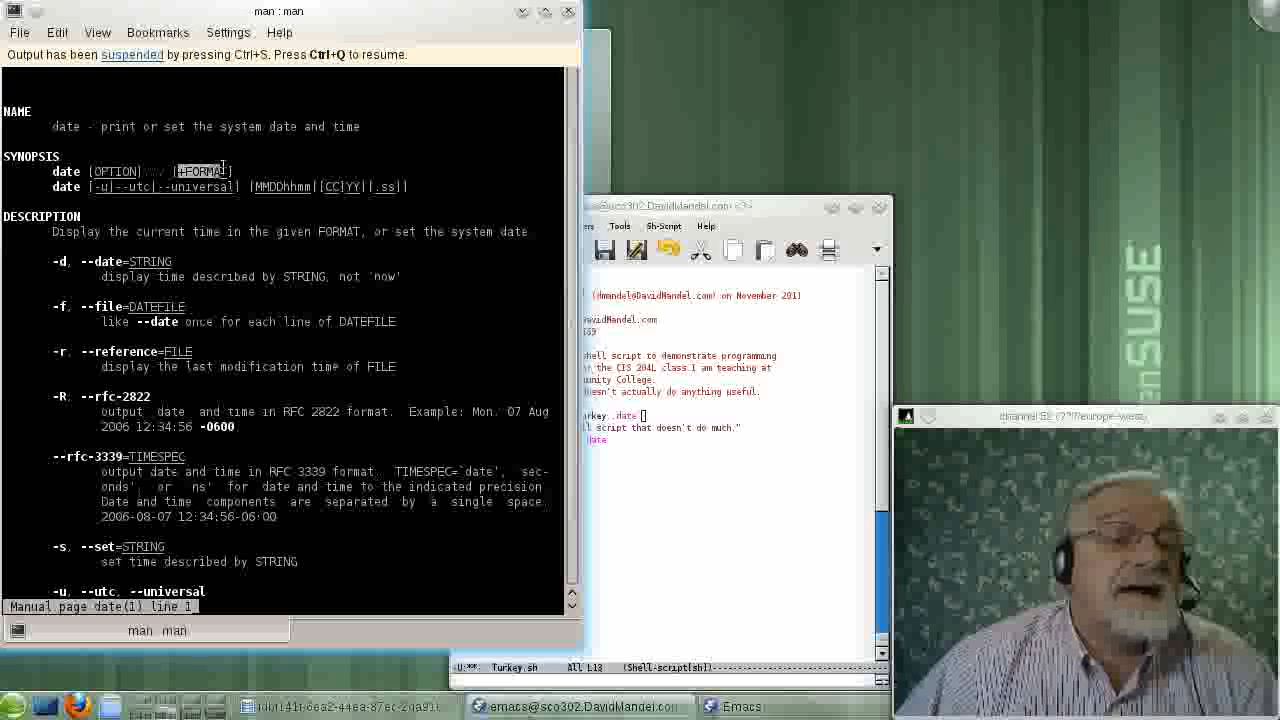 man : man
File Edit View Bookmarks Settings Help
Output has been suspended by pressing Ctrl+S. Press Ctrl+Q to resume.
NAME
date - print or set the system date and time
SYNOPSIS
date [OPTION]... [+FORMAT]
date [-u|--utc|--universal] [MMDDhhmm[[CC]YY][.ss]]
DESCRIPTION
Display the current time in the given FORMAT, or set the system date.
-d, --date=STRING
display time described by STRING, not 'now'
-f, --file=DATEFILE
like --date once for each line of DATEFILE
-r, --reference=FILE
display the last modification time of FILE
-R, --rfc-2822
output date and time in RFC 2822 format. Example: Mon, 07 Aug
2006 12:34:56 -0600
--rfc-3339=TIMESPEC
output date and time in RFC 3339 format. TIMESPEC=`date', `sec-
onds', or `ns' for date and time to the indicated precision.
Date and time components are separated by a single space:
2006-08-07 12:34:56-06:00
-s, --set=STRING
set time described by STRING
-u, --utc, --universal
Manual page date(1) line 1
man man
@sco302.DavidMandel.com <2>
ers Tools Sh-Script Help
(dmandel@DavidMandel.com) on November 2011
DavidMandel.com
shell script to demonstrate programming
r the CIS 204L class I am teaching at
unity College.
esn't actually do anything useful.
urkey..date
l script that doesn't do much."
date
-U:**- Turkey.sh All L13 (Shell-script[sh])
enSUSE
emacs@sco302.DavidMandel.com
Emacs